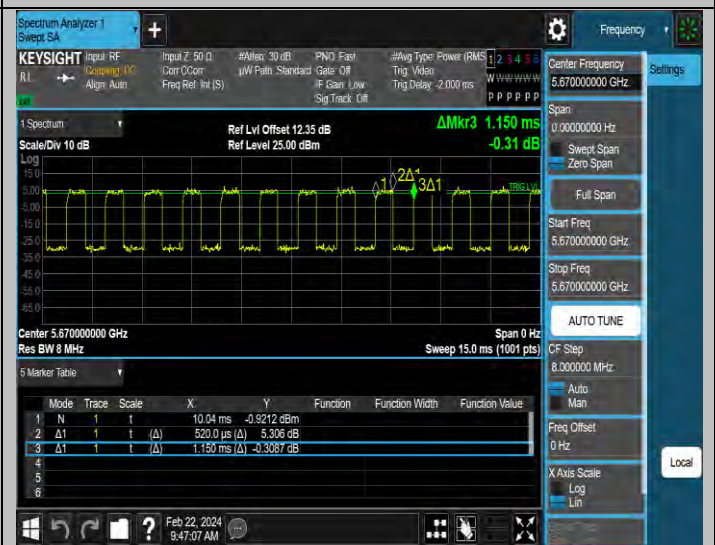 Spectrum Analyzer 1
Swept SA
+
Frequency
KEYSIGHT Input: RF Input Z: 50 Ω #Atten: 30 dB PNO: Fast #Avg Type: Power (RMS 1 2 3 4 5 6
RL Coupling: DC Corr CCorr µW Path: Standard Gate: Off Trig: Video W W W W W W
Align: Auto Freq Ref: Int (S) IF Gain: Low Trig Delay: -2.000 ms
Sig Track: Off P P P P P P
1 Spectrum
Ref Lvl Offset 12.35 dB
ΔMkr3 1.150 ms
Scale/Div 10 dB
Ref Level 25.00 dBm
-0.31 dB
Log
15.0
5.00
-5.00
-15.0
-25.0
-35.0
-45.0
-55.0
-65.0
1
2Δ1
3Δ1
TRIG LVL
Center 5.670000000 GHz
Span 0 Hz
Res BW 8 MHz
Sweep 15.0 ms (1001 pts)
5 Marker Table
Mode Trace Scale X Y Function Function Width Function Value
1 N 1 t 10.04 ms -0.9212 dBm
2 Δ1 1 t (Δ) 520.0 µs (Δ) 5.306 dB
3 Δ1 1 t (Δ) 1.150 ms (Δ) -0.3087 dB
4
5
6
Feb 22, 2024
9:47:07 AM
?
Center Frequency
5.670000000 GHz
Settings
Span
0.00000000 Hz
Swept Span
Zero Span
Full Span
Start Freq
5.670000000 GHz
Stop Freq
5.670000000 GHz
AUTO TUNE
CF Step
8.000000 MHz
Auto
Man
Freq Offset
0 Hz
X Axis Scale
Log
Lin
Local